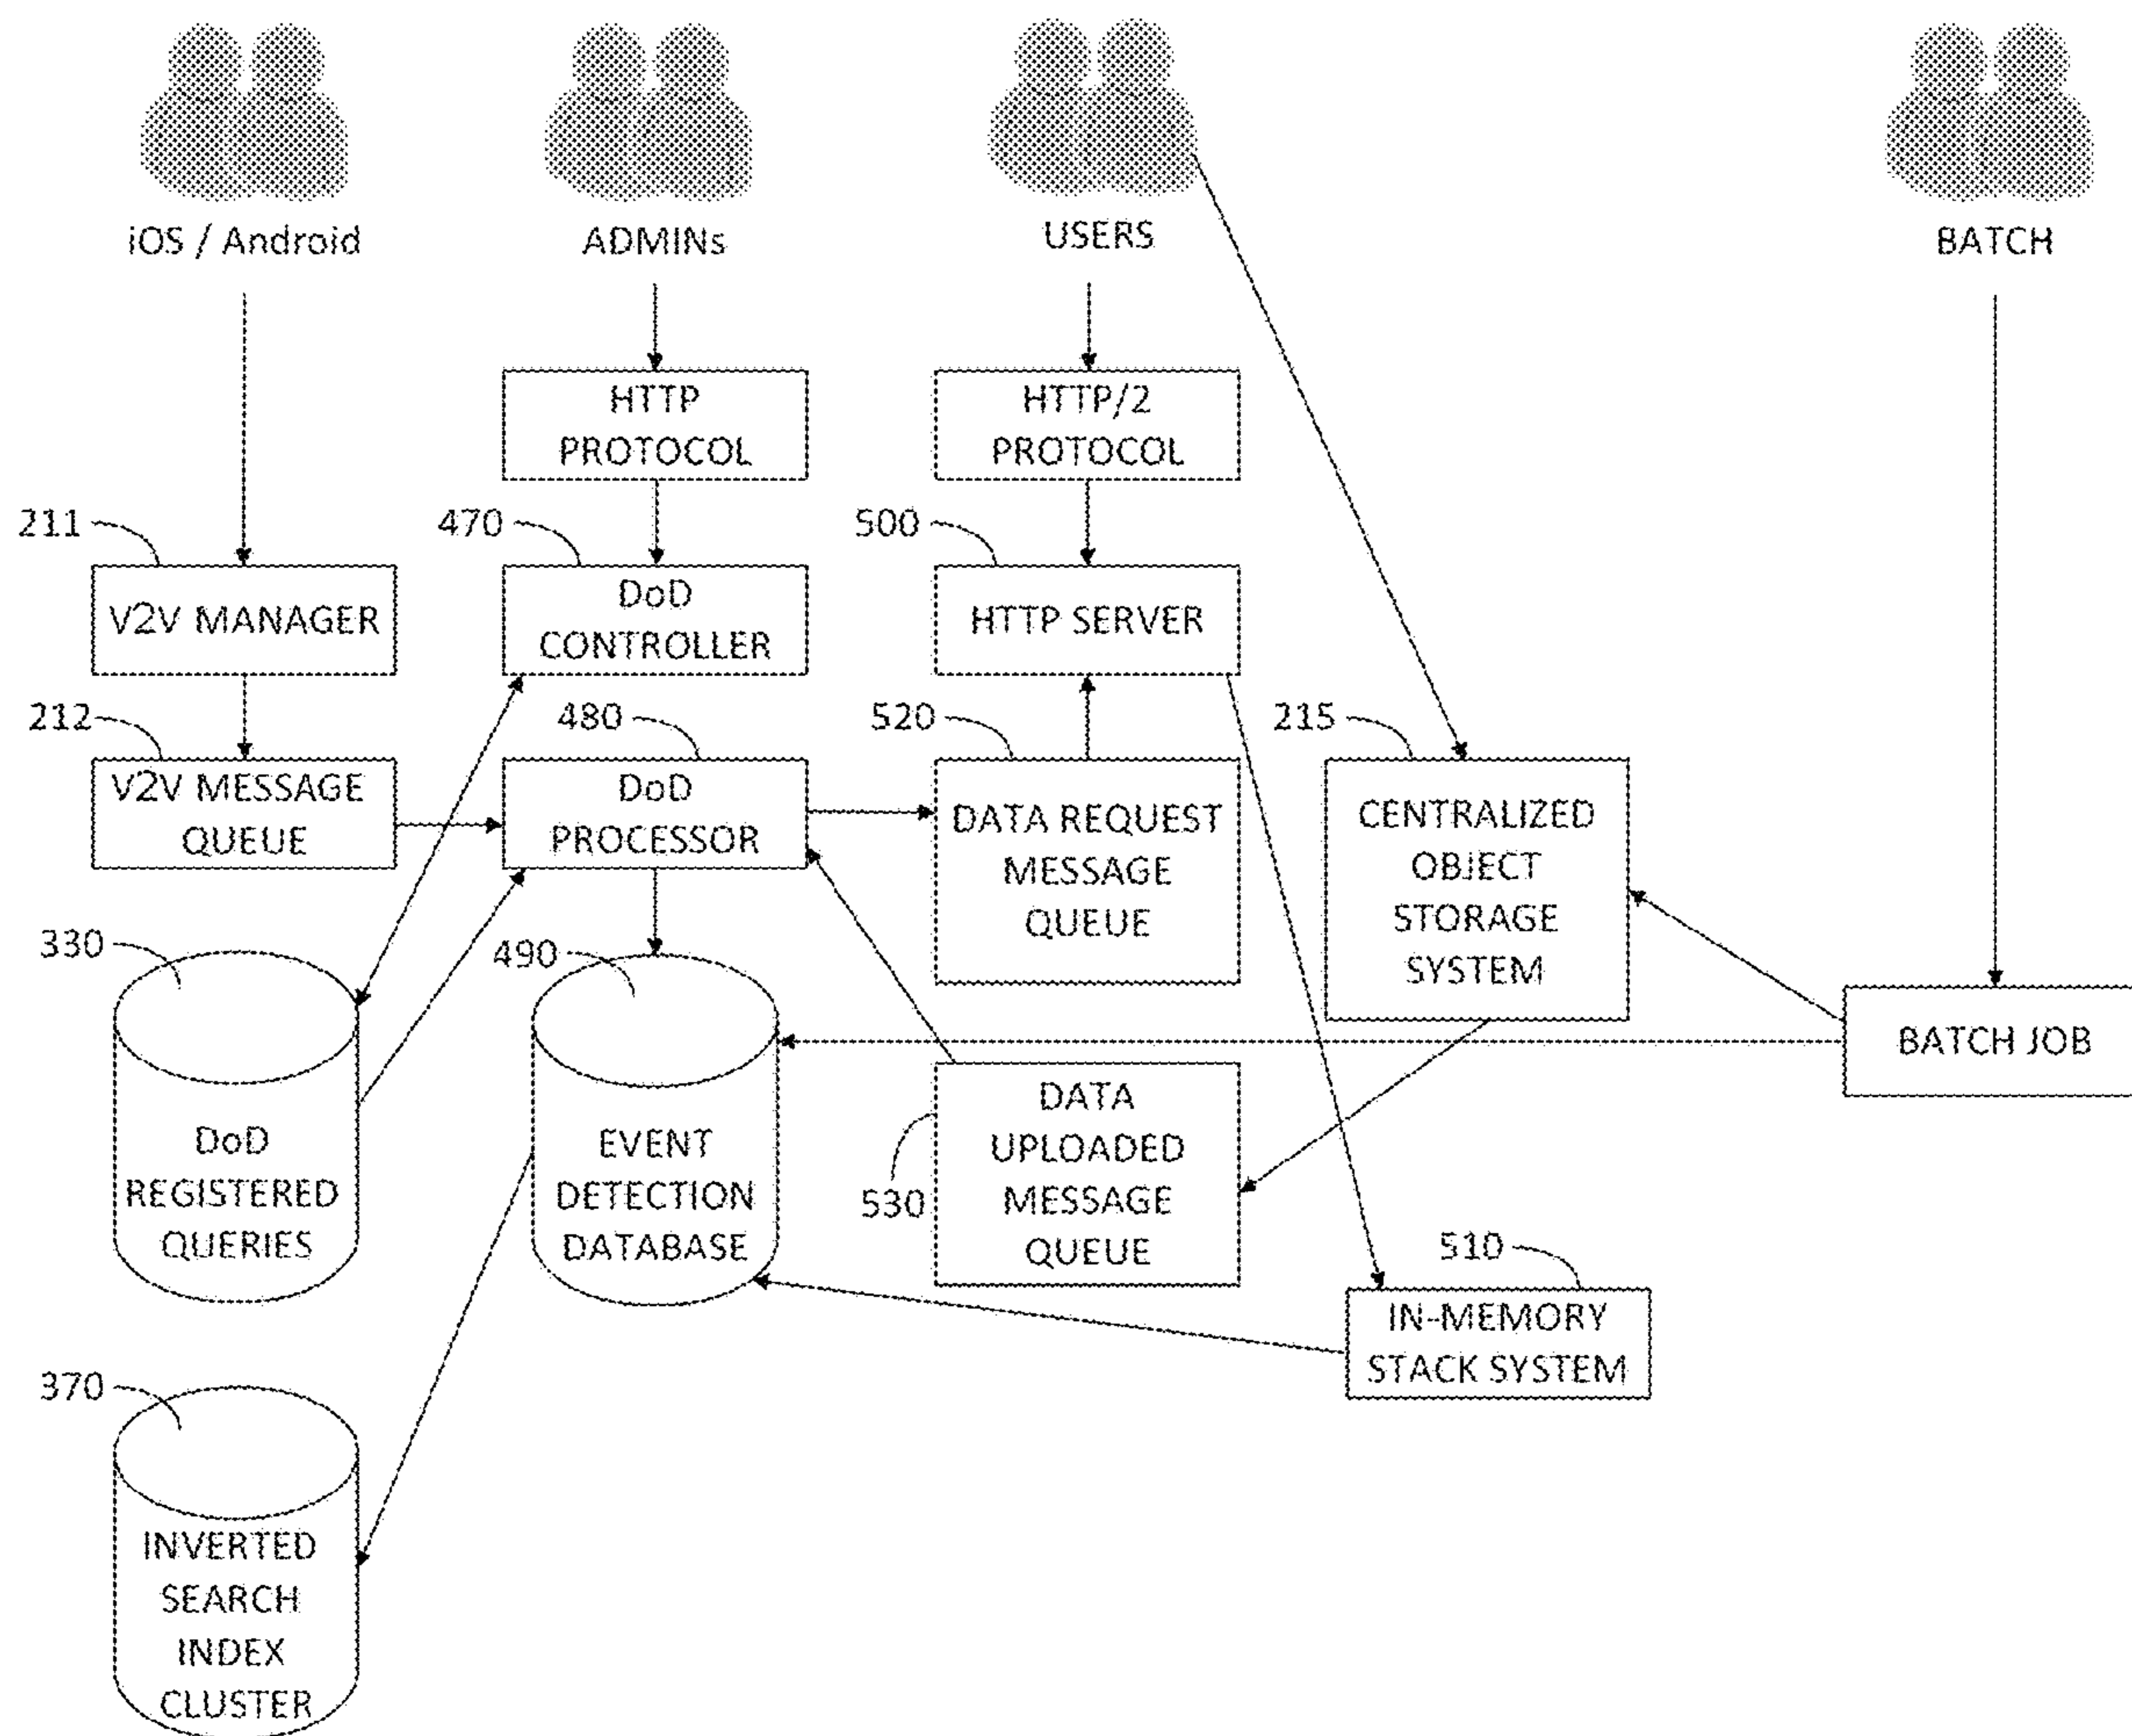 iOS / Android
ADMINs
USERS
BATCH
HTTP
PROTOCOL
HTTP/2
PROTOCOL
211
470
500
V2V MANAGER
DoD
CONTROLLER
HTTP SERVER
212
480
520
215
V2V MESSAGE
QUEUE
DoD
PROCESSOR
DATA REQUEST
MESSAGE
QUEUE
CENTRALIZED
OBJECT
STORAGE
SYSTEM
330
490
BATCH JOB
DoD
REGISTERED
QUERIES
EVENT
DETECTION
DATABASE
530
DATA
UPLOADED
MESSAGE
QUEUE
510
IN-MEMORY
STACK SYSTEM
370
INVERTED
SEARCH
INDEX
CLUSTER